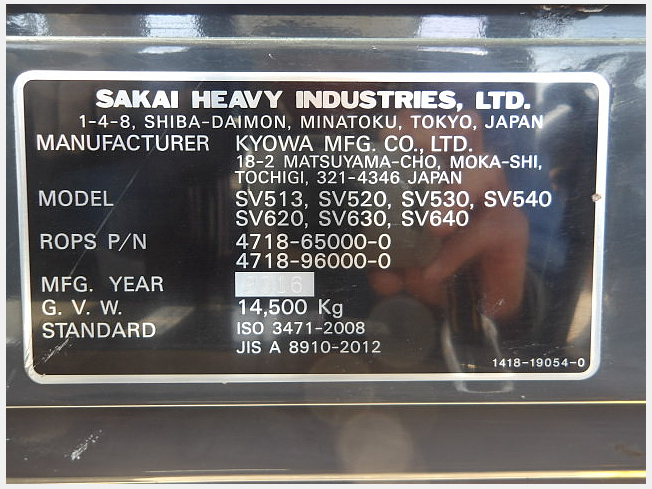 SAKAI HEAVY INDUSTRIES, LTD.
1-4-8, SHIBA-DAIMON, MINATOKU, TOKYO, JAPAN
MANUFACTURER KYOWA MFG. CO., LTD.
18-2 MATSUYAMA-CHO, MOKA-SHI,
TOCHIGI, 321-4346 JAPAN
MODEL SV513, SV520, SV530, SV540
SV620, SV630, SV640
ROPS P/N 4718-65000-0
4718-96000-0
MFG. YEAR 2016
G. V. W. 14,500 Kg
STANDARD ISO 3471-2008
JIS A 8910-2012
1418-19054-0